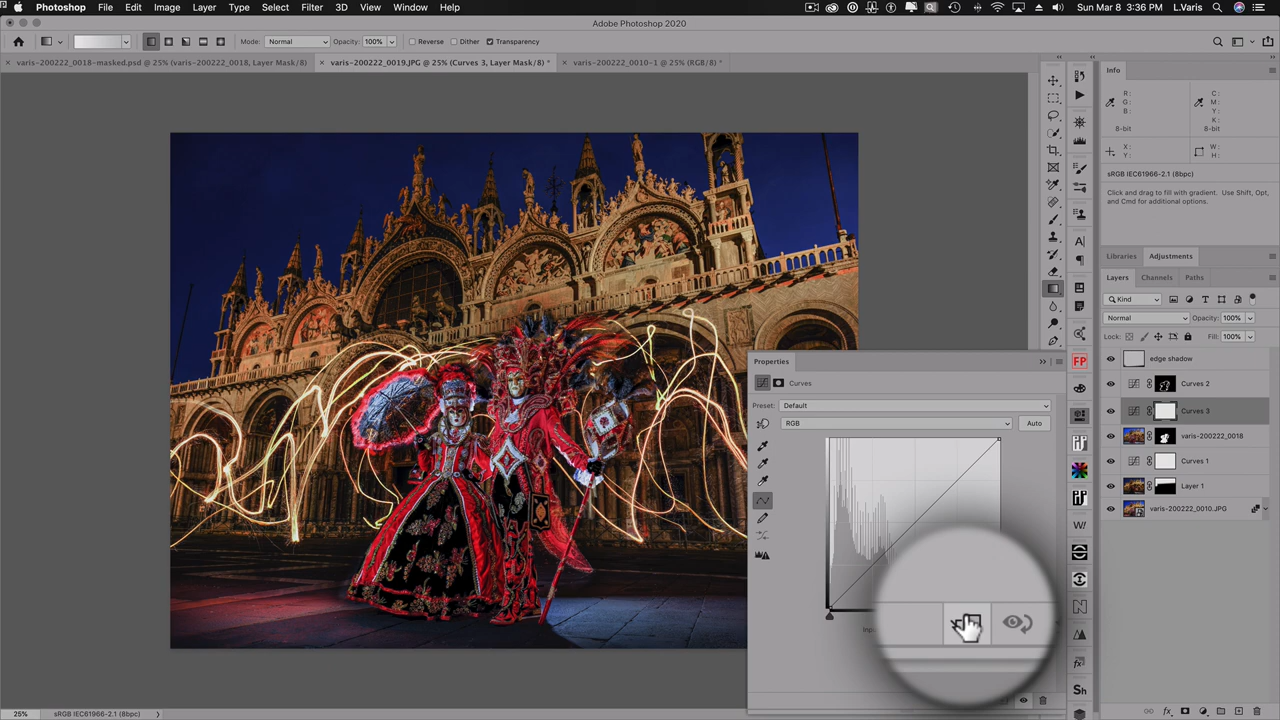 Photoshop File Edit Image Layer Type Select Filter 3D View Window Help Sun Mar 8 3:36 PM L.Varis
Adobe Photoshop 2020
Mode: Normal Opacity: 100% Reverse Dither Transparency
× varis-200222_0018-masked.psd @ 25% (varis-200222_0018, Layer Mask/8) × varis-200222_0019.JPG @ 25% (Curves 3, Layer Mask/8) * × varis-200222_0010-1 @ 25% (RGB/8) *
Info
R: C:
G: M:
B: Y:
K:
8-bit 8-bit
X: W:
Y: H:
sRGB IEC61966-2.1 (8bpc)
Click and drag to fill with gradient. Use Shift, Opt,
and Cmd for additional options.
Libraries Adjustments
Layers Channels Paths
Kind
Normal Opacity: 100%
Lock: Fill: 100%
edge shadow
Curves 2
Curves 3
varis-200222_0018
Curves 1
Layer 1
varis-200222_0010.JPG
FP
W!
N
fx
Sh
Properties
Curves
Preset: Default
RGB Auto
25% sRGB IEC61966-2.1 (8bpc)